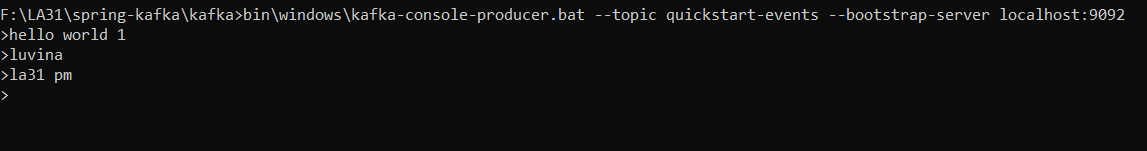 F:\LA31\spring-kafka\kafka>bin\windows\kafka-console-producer.bat --topic quickstart-events --bootstrap-server localhost:9092
>hello world 1
>luvina
>la31 pm
>